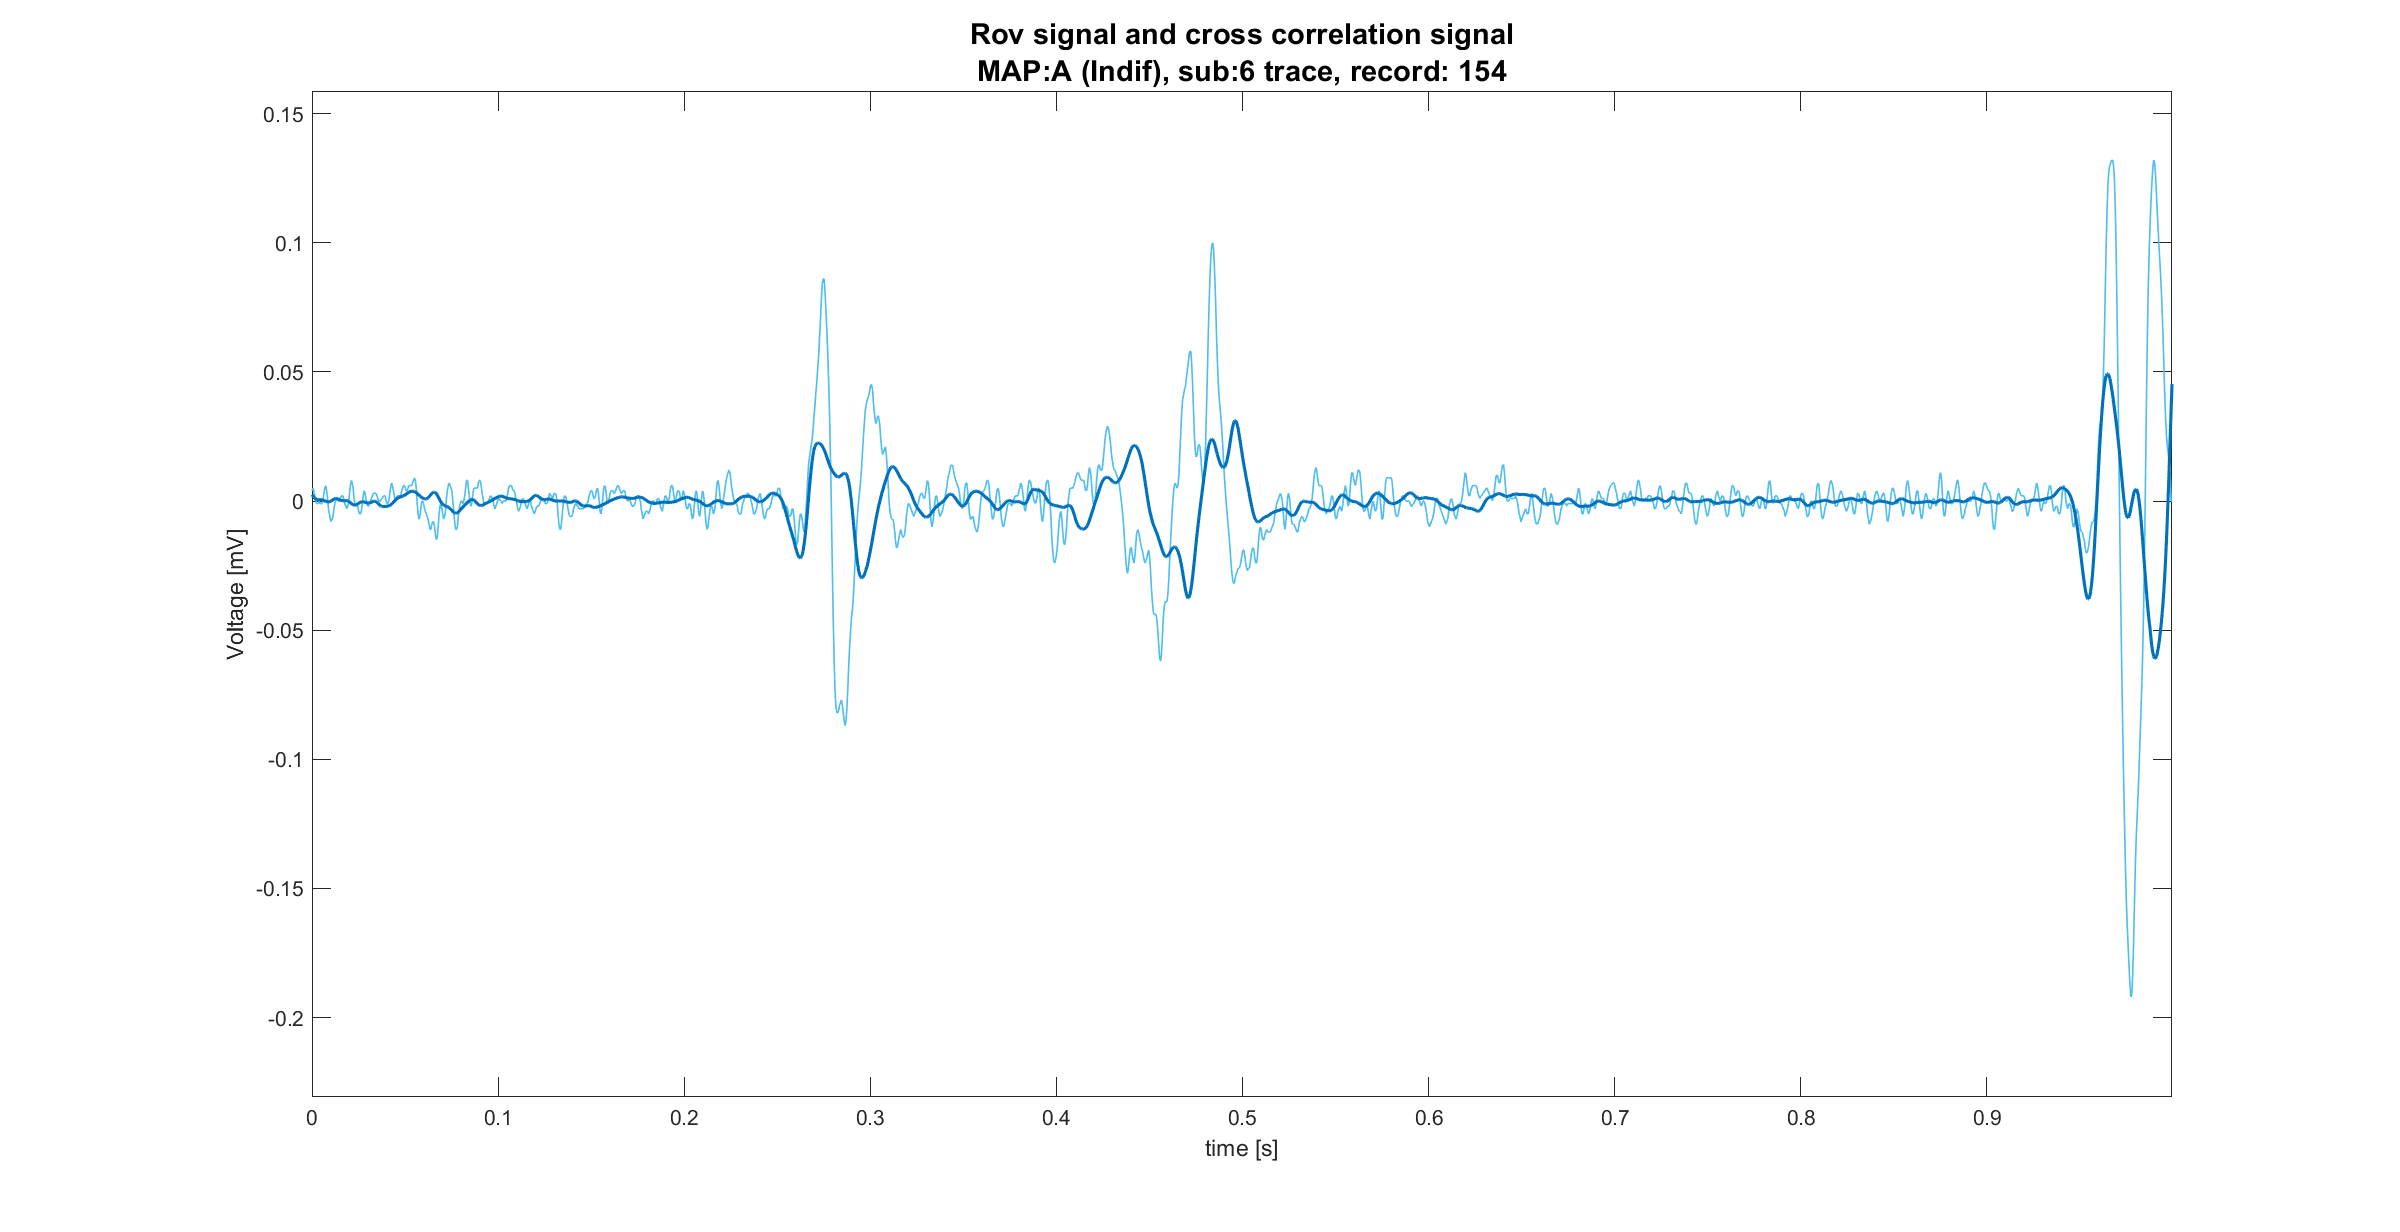 Rov signal and cross correlation signal
MAP:A (Indif), sub:6 trace, record: 154
0.15
0.1
0.05
0
-0.05
-0.1
-0.15
-0.2
Voltage [mV]
0 0.1 0.2 0.3 0.4 0.5 0.6 0.7 0.8 0.9
time [s]